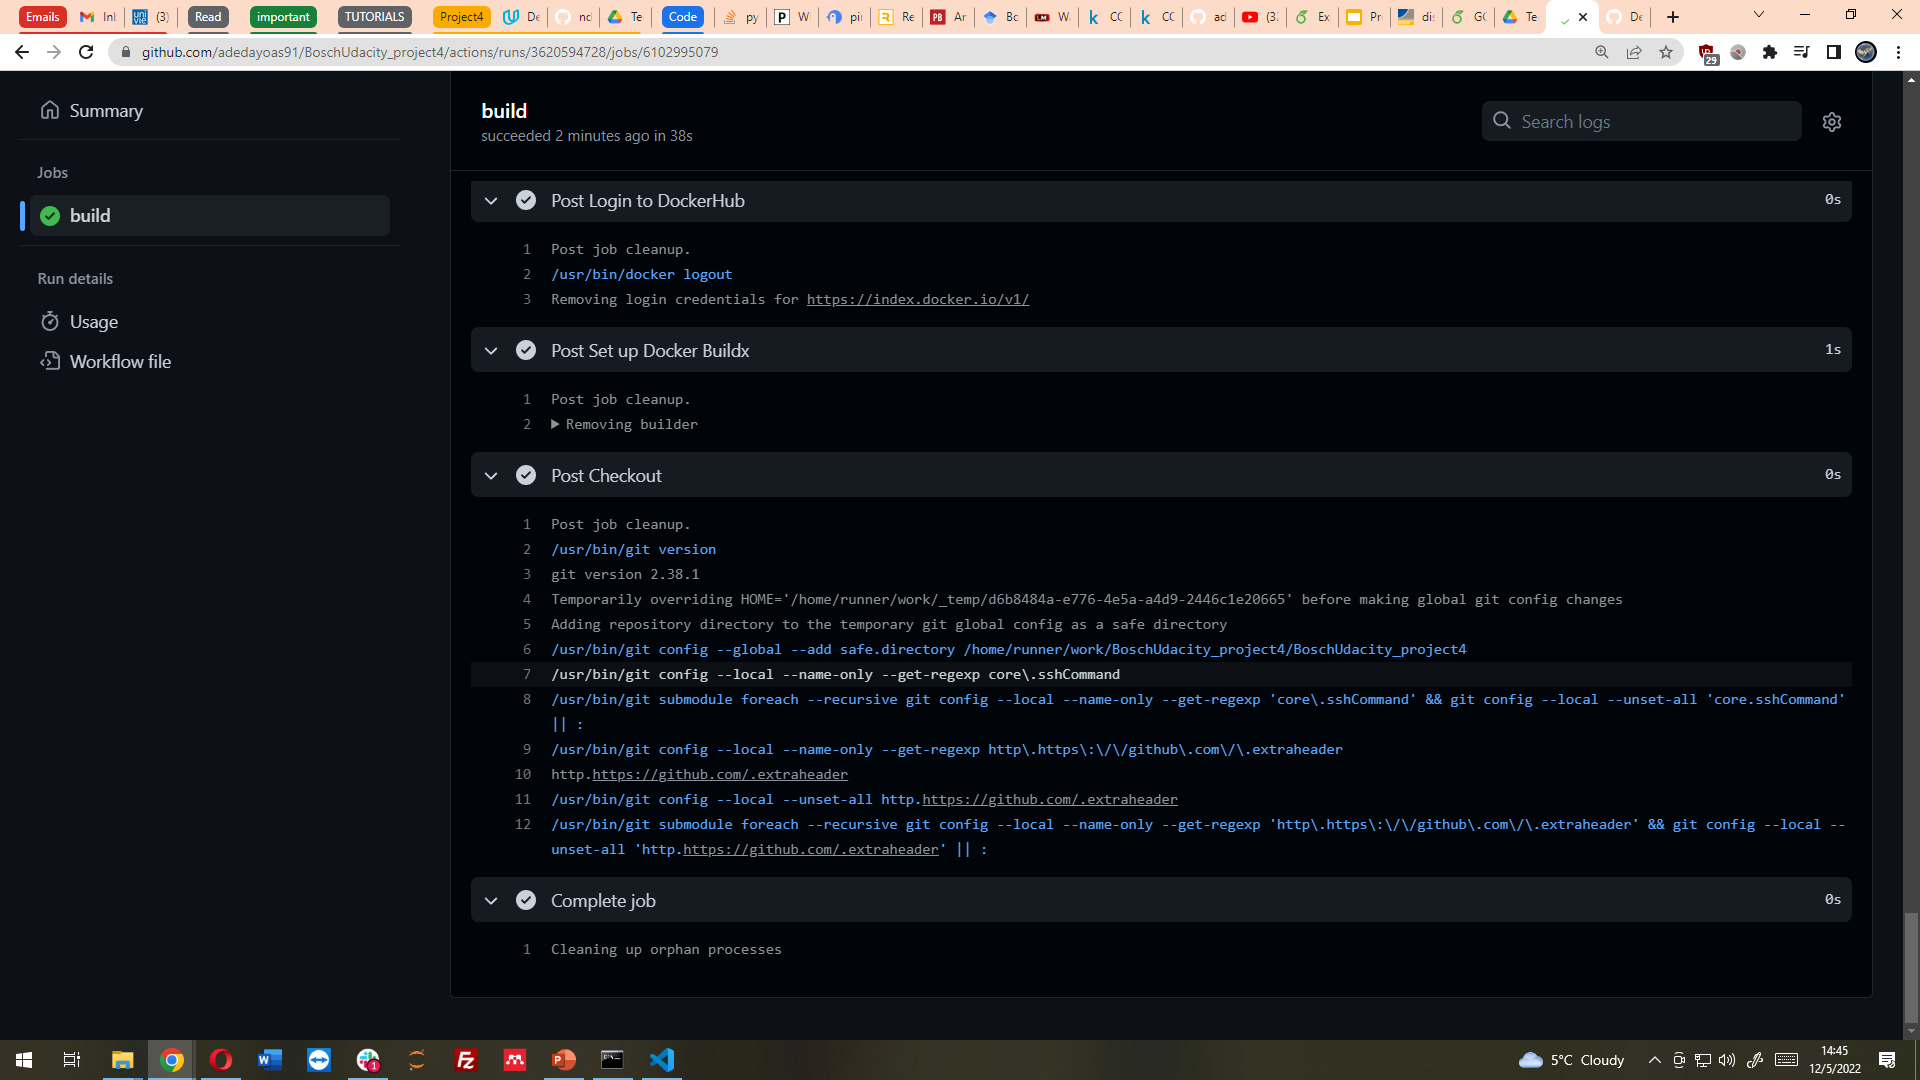 Emails
Inl
(3)
Read
important
TUTORIALS
Project4
De
Te
Code
py
W
pi
Re
Ar
Bc
W
CC
CC
ad
(3
Ex
Pr
di
GC
Te
De
github.com/adedayoas91/BoschUdacity_project4/actions/runs/3620594728/jobs/6102995079
29
Summary
Jobs
build
Run details
Usage
Workflow file
build
succeeded 2 minutes ago in 38s
Search logs
Post Login to DockerHub
0s
1 Post job cleanup.
2 /usr/bin/docker logout
3 Removing login credentials for https://index.docker.io/v1/
Post Set up Docker Buildx
1s
1 Post job cleanup.
2 Removing builder
Post Checkout
0s
1 Post job cleanup.
2 /usr/bin/git version
3 git version 2.38.1
4 Temporarily overriding HOME='/home/runner/work/_temp/d6b8484a-e776-4e5a-a4d9-2446c1e20665' before making global git config changes
5 Adding repository directory to the temporary git global config as a safe directory
6 /usr/bin/git config --global --add safe.directory /home/runner/work/BoschUdacity_project4/BoschUdacity_project4
7 /usr/bin/git config --local --name-only --get-regexp core\.sshCommand
8 /usr/bin/git submodule foreach --recursive git config --local --name-only --get-regexp 'core\.sshCommand' && git config --local --unset-all 'core.sshCommand'
|| :
9 /usr/bin/git config --local --name-only --get-regexp http\.https\:\/\/github\.com\/\.extraheader
10 http.https://github.com/.extraheader
11 /usr/bin/git config --local --unset-all http.https://github.com/.extraheader
12 /usr/bin/git submodule foreach --recursive git config --local --name-only --get-regexp 'http\.https\:\/\/github\.com\/\.extraheader' && git config --local --
unset-all 'http.https://github.com/.extraheader' || :
Complete job
0s
1 Cleaning up orphan processes
5°C Cloudy
14:45
12/5/2022